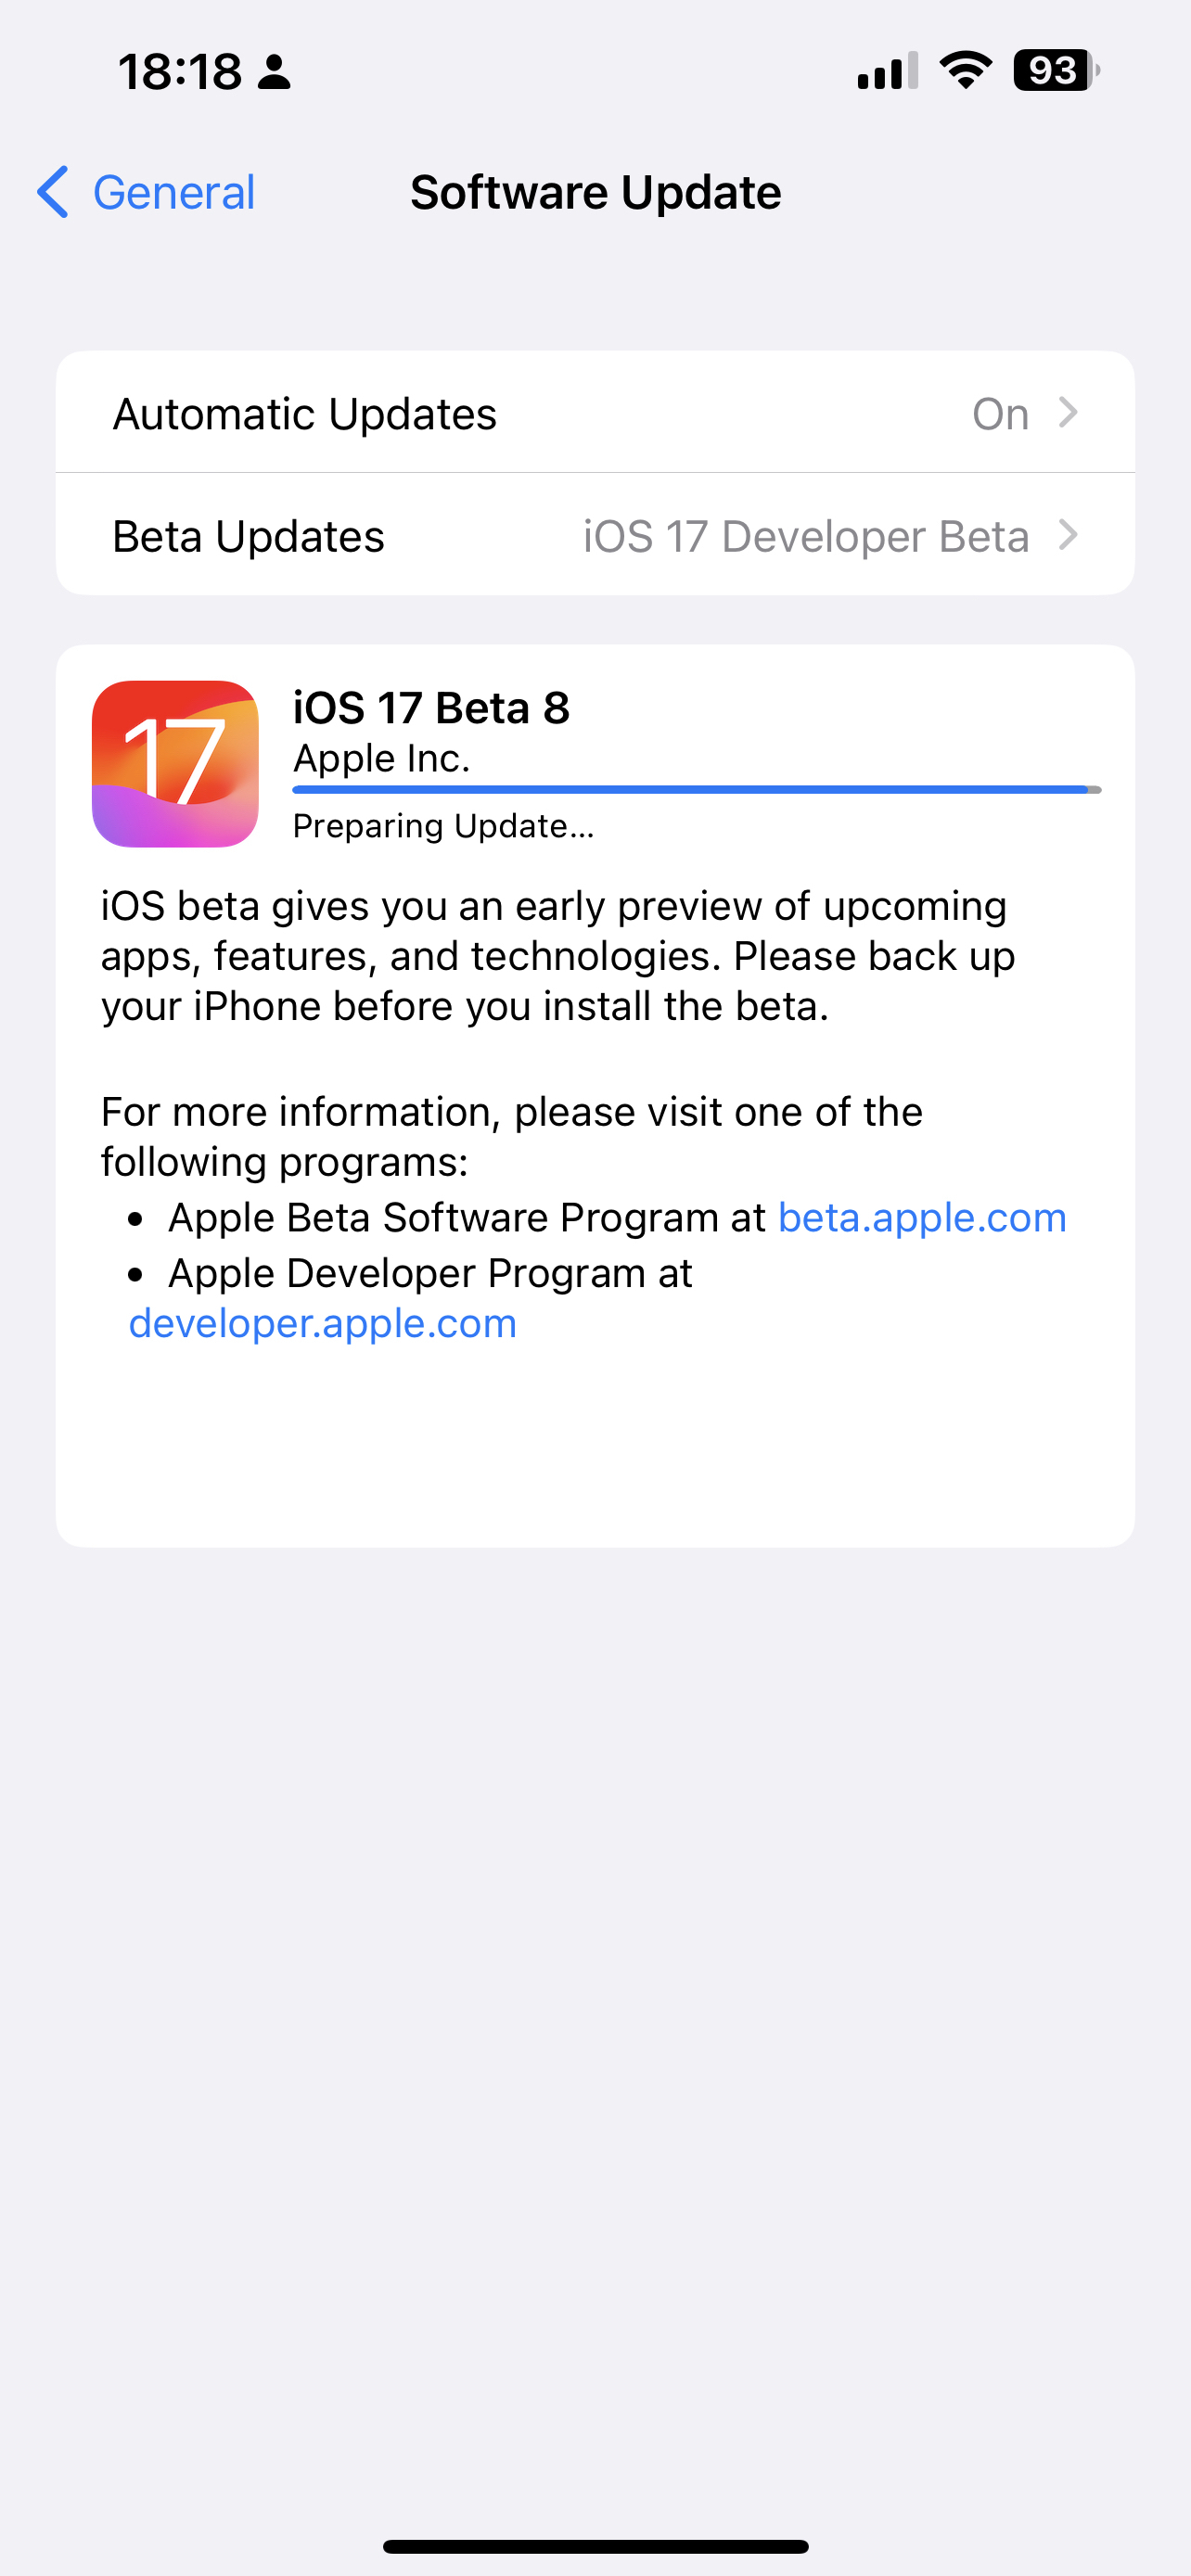 18:18
93
General
Software Update
Automatic Updates On
Beta Updates iOS 17 Developer Beta
17
iOS 17 Beta 8
Apple Inc.
Preparing Update...
iOS beta gives you an early preview of upcoming
apps, features, and technologies. Please back up
your iPhone before you install the beta.
For more information, please visit one of the
following programs:
• Apple Beta Software Program at beta.apple.com
• Apple Developer Program at
developer.apple.com